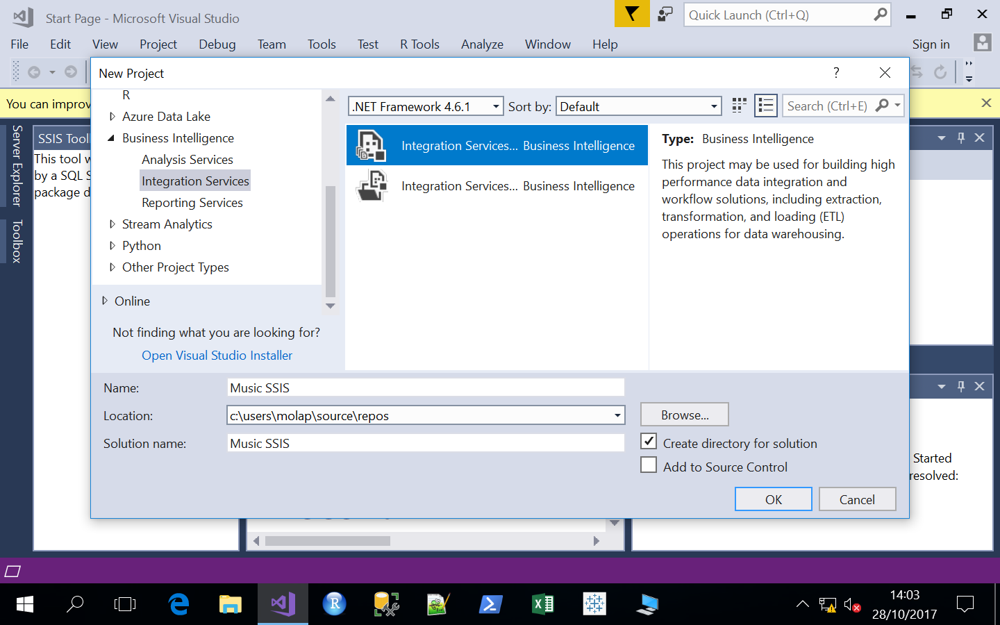 Start Page - Microsoft Visual Studio
Quick Launch (Ctrl+Q)
File Edit View Project Debug Team Tools Test R Tools Analyze Window Help
Sign in
New Project
?
You can improv
Server Explorer
Toolbox
SSIS Tool
This tool w
by a SQL S
package d
R
Azure Data Lake
Business Intelligence
Analysis Services
Integration Services
Reporting Services
Stream Analytics
Python
Other Project Types
Online
Not finding what you are looking for?
Open Visual Studio Installer
.NET Framework 4.6.1
Sort by: Default
Search (Ctrl+E)
Integration Services... Business Intelligence
Integration Services... Business Intelligence
Type: Business Intelligence
This project may be used for building high
performance data integration and
workflow solutions, including extraction,
transformation, and loading (ETL)
operations for data warehousing.
Name: Music SSIS
Location: c:\users\molap\source\repos
Browse...
Solution name: Music SSIS
Create directory for solution
Add to Source Control
OK
Cancel
Started
resolved:
R
14:03
28/10/2017